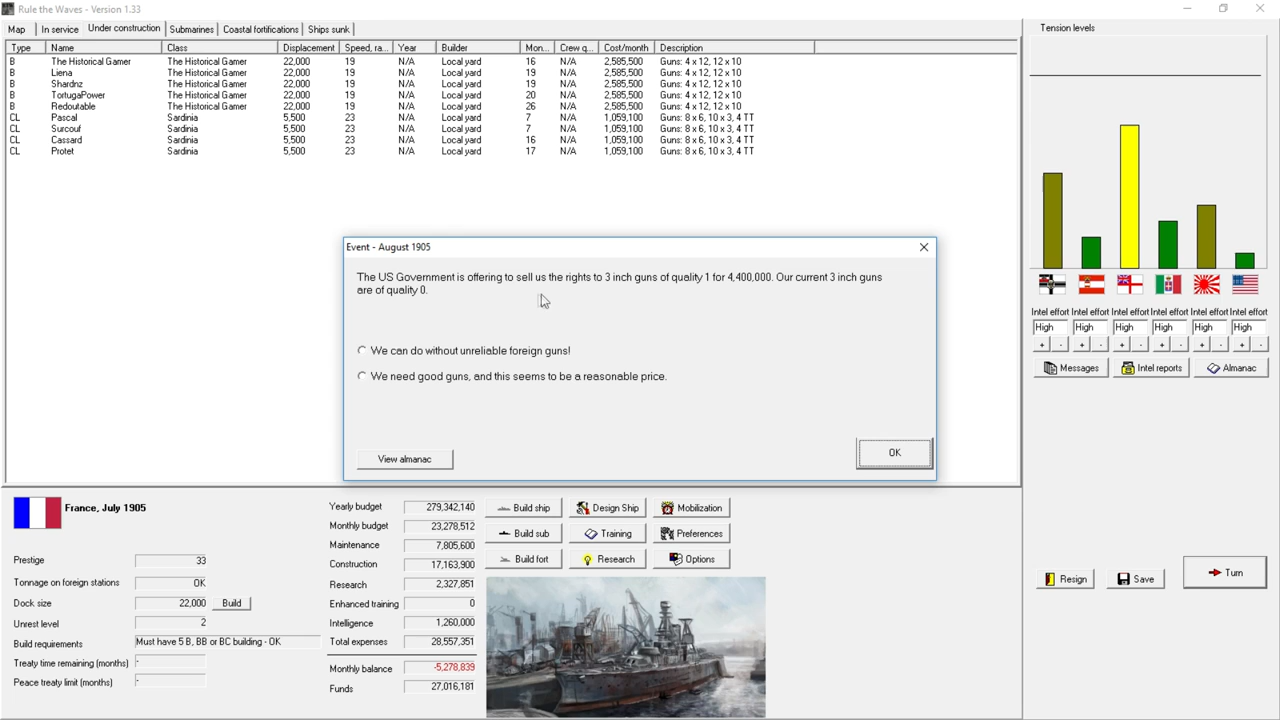 Rule the Waves - Version 1.33
Map In service Under construction Submarines Coastal fortifications Ships sunk
Type Name Class Displacement Speed, ra... Year Builder Mon... Crew q... Cost/month Description
B The Historical Gamer The Historical Gamer 22,000 19 N/A Local yard 16 N/A 2,585,500 Guns: 4 x 12, 12 x 10
B Liena The Historical Gamer 22,000 19 N/A Local yard 19 N/A 2,585,500 Guns: 4 x 12, 12 x 10
B Shardnz The Historical Gamer 22,000 19 N/A Local yard 19 N/A 2,585,500 Guns: 4 x 12, 12 x 10
B TortugaPower The Historical Gamer 22,000 19 N/A Local yard 20 N/A 2,585,500 Guns: 4 x 12, 12 x 10
B Redoutable The Historical Gamer 22,000 19 N/A Local yard 26 N/A 2,585,500 Guns: 4 x 12, 12 x 10
CL Pascal Sardinia 5,500 23 N/A Local yard 7 N/A 1,059,100 Guns: 8 x 6, 10 x 3, 4 TT
CL Surcouf Sardinia 5,500 23 N/A Local yard 7 N/A 1,059,100 Guns: 8 x 6, 10 x 3, 4 TT
CL Cassard Sardinia 5,500 23 N/A Local yard 16 N/A 1,059,100 Guns: 8 x 6, 10 x 3, 4 TT
CL Protet Sardinia 5,500 23 N/A Local yard 17 N/A 1,059,100 Guns: 8 x 6, 10 x 3, 4 TT
Event - August 1905
The US Government is offering to sell us the rights to 3 inch guns of quality 1 for 4,400,000. Our current 3 inch guns
are of quality 0.
We can do without unreliable foreign guns!
We need good guns, and this seems to be a reasonable price.
View almanac OK
Tension levels
Intel effort Intel effort Intel effort Intel effort Intel effort Intel effort
High High High High High High
+ - + - + - + - + - + -
Messages Intel reports Almanac
France, July 1905
Prestige 33
Tonnage on foreign stations OK
Dock size 22,000 Build
Unrest level 2
Build requirements Must have 5 B, BB or BC building - OK
Treaty time remaining (months) -
Peace treaty limit (months) -
Yearly budget 279,342,140
Monthly budget 23,278,512
Maintenance 7,805,600
Construction 17,163,900
Research 2,327,851
Enhanced training 0
Intelligence 1,260,000
Total expenses 28,557,351
Monthly balance -5,278,839
Funds 27,016,181
Build ship Design Ship Mobilization
Build sub Training Preferences
Build fort Research Options
Resign Save Turn